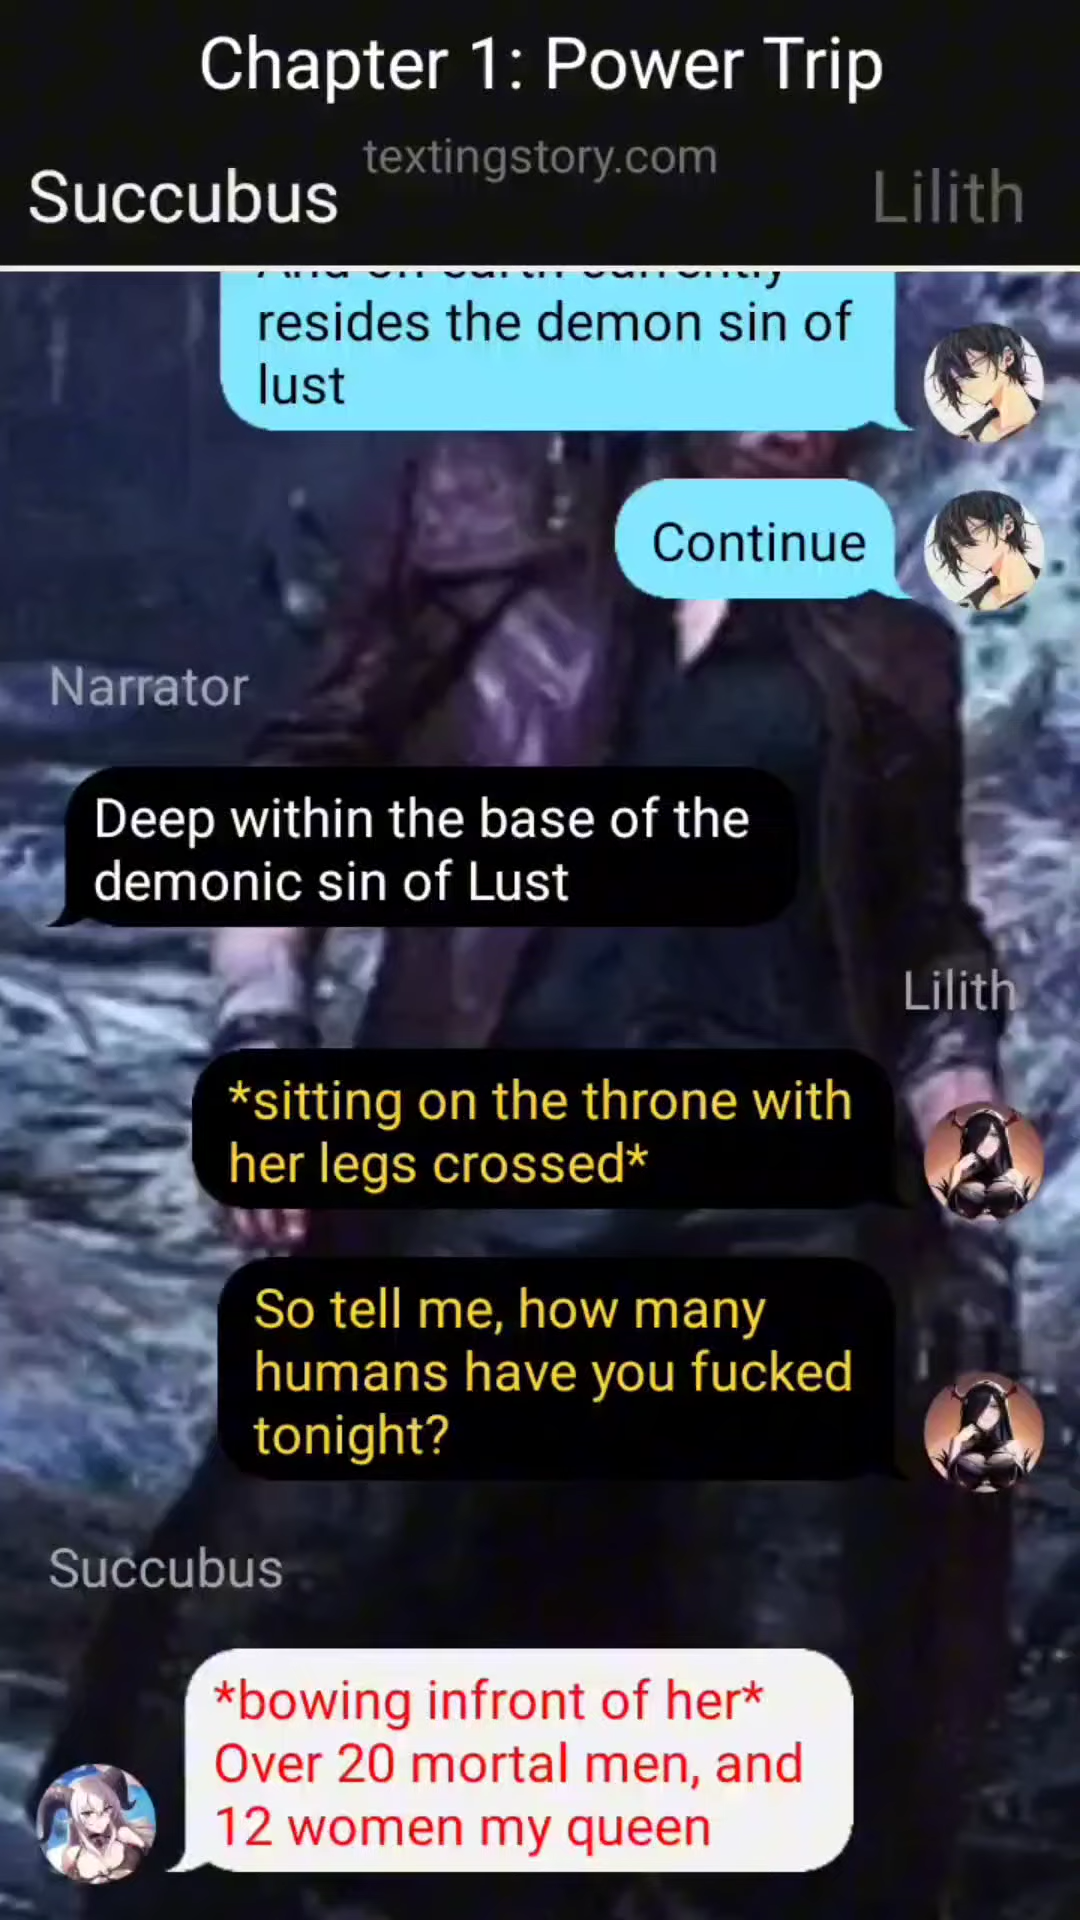 Chapter 1: Power Trip
textingstory.com
Succubus
Lilith
resides the demon sin of
lust
Continue
Narrator
Deep within the base of the
demonic sin of Lust
Lilith
*sitting on the throne with
her legs crossed*
So tell me, how many
humans have you fucked
tonight?
Succubus
*bowing infront of her*
Over 20 mortal men, and
12 women my queen